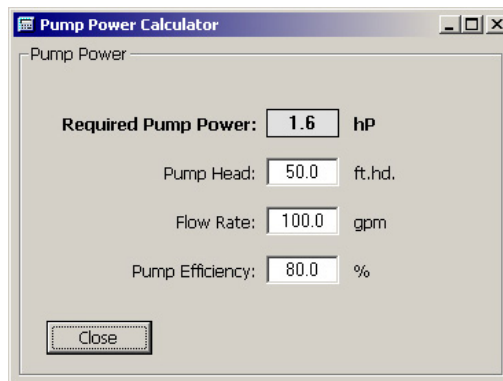 Pump Power Calculator
Pump Power
Required Pump Power: 1.6 hP
Pump Head: 50.0 ft.hd.
Flow Rate: 100.0 gpm
Pump Efficiency: 80.0 %
Close